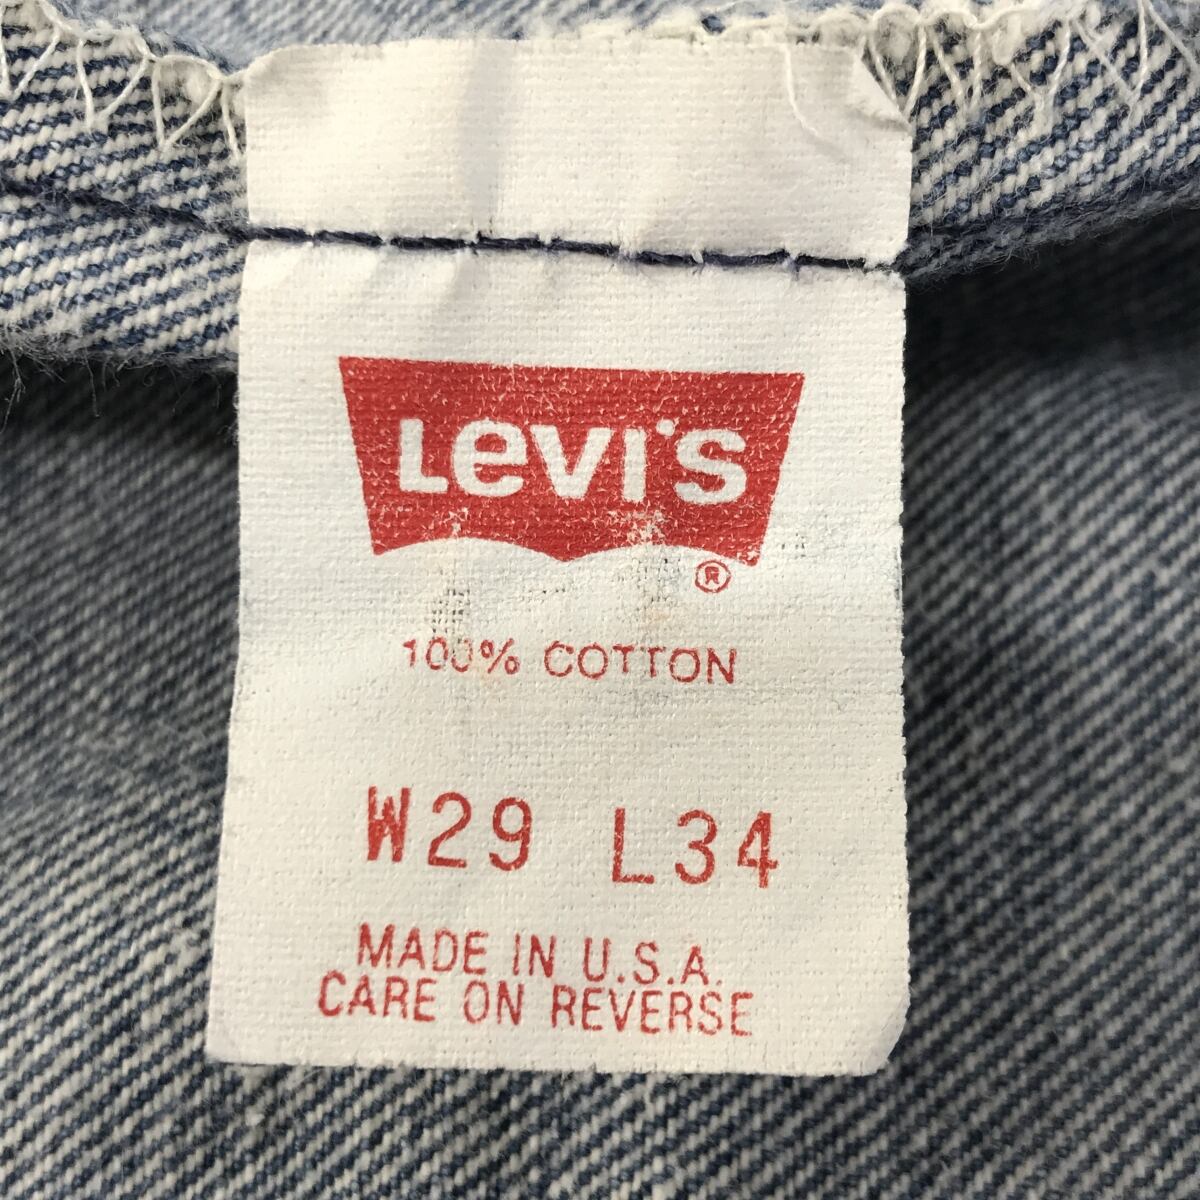 Levi's
®
100% COTTON
W29 L34
MADE IN U.S.A.
CARE ON REVERSE